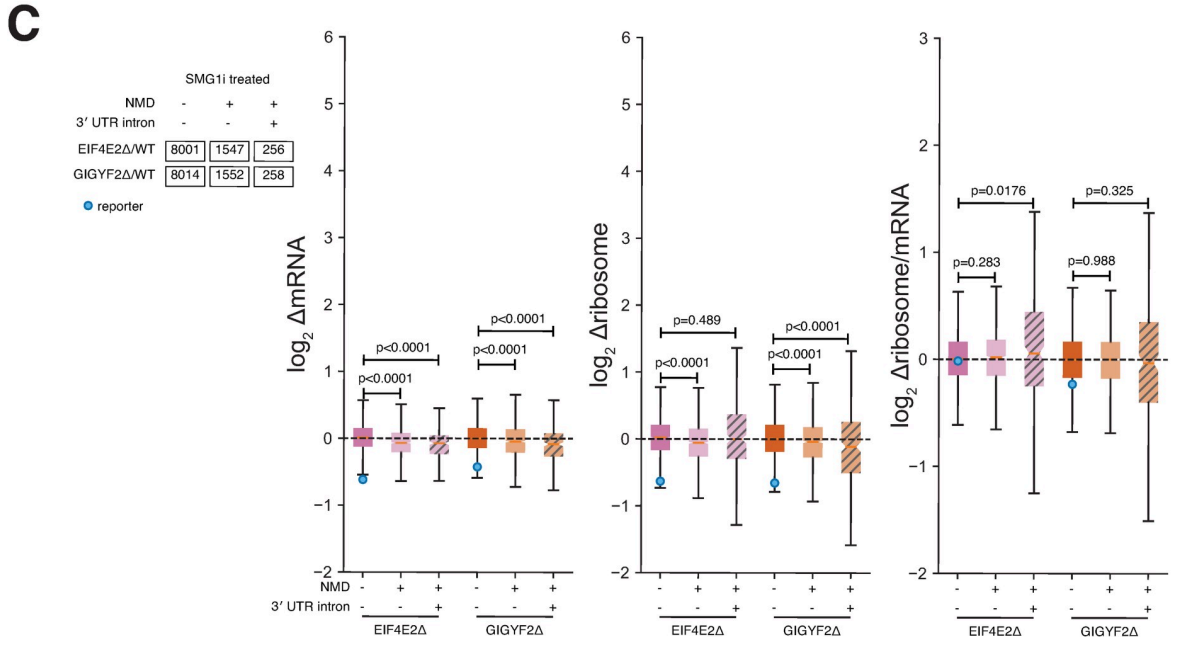 C
SMG1i treated
NMD - + +
3′ UTR intron - - +
EIF4E2Δ/WT 8001 1547 256
GIGYF2Δ/WT 8014 1552 258
reporter
log2 ΔmRNA
6
5
4
3
2
1
0
−1
−2
p<0.0001
p<0.0001
p<0.0001
p<0.0001
NMD - + + - + +
3′ UTR intron - - + - - +
EIF4E2Δ GIGYF2Δ
log2 Δribosome
6
5
4
3
2
1
0
−1
−2
p=0.489
p<0.0001
p<0.0001
p<0.0001
- + + - + +
- - + - - +
EIF4E2Δ GIGYF2Δ
log2 Δribosome/mRNA
3
2
1
0
−1
−2
p=0.0176 p=0.325
p=0.283 p=0.988
- + + - + +
- - + - - +
EIF4E2Δ GIGYF2Δ